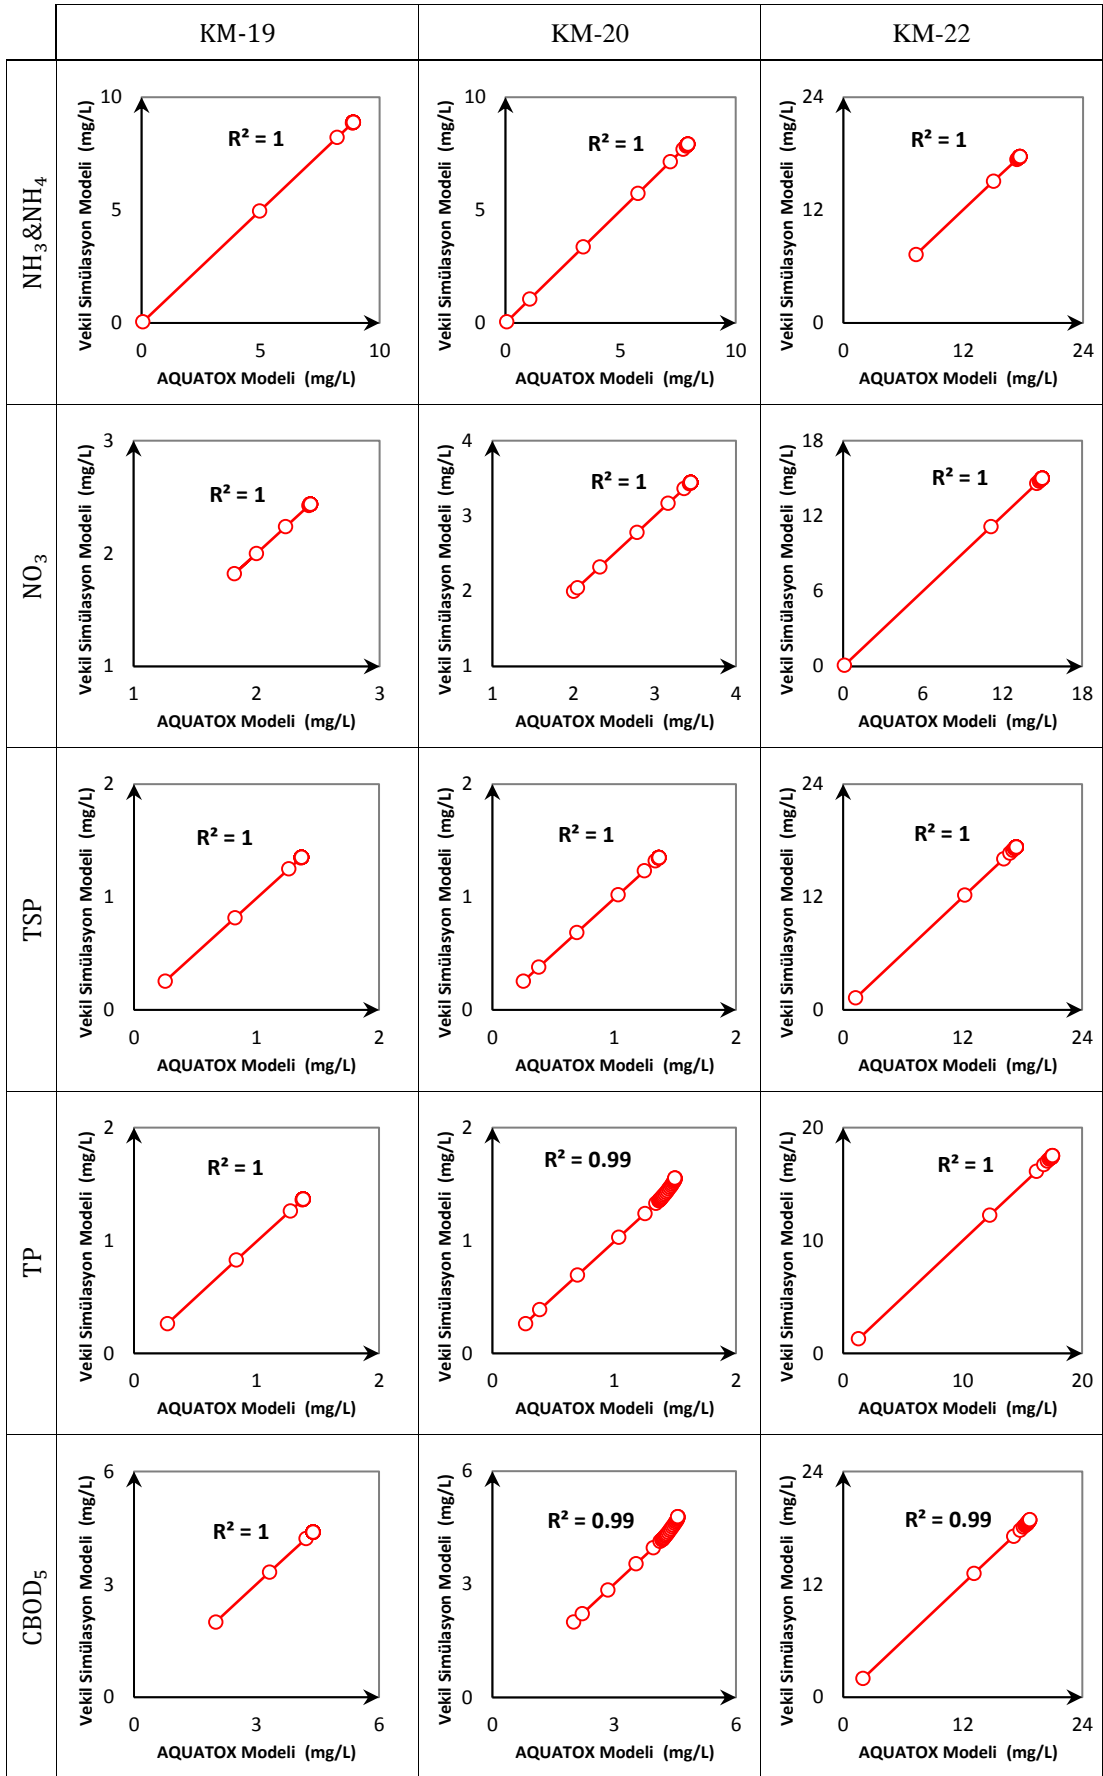 KM-19 KM-20 KM-22
NH₃&NH₄
Vekil Simülasyon Modeli (mg/L)
10
5
0
R² = 1
0 5 10
AQUATOX Modeli (mg/L)
Vekil Simülasyon Modeli (mg/L)
10
5
0
R² = 1
0 5 10
AQUATOX Modeli (mg/L)
Vekil Simülasyon Modeli (mg/L)
24
12
0
R² = 1
0 12 24
AQUATOX Modeli (mg/L)
NO₃
Vekil Simülasyon Modeli (mg/L)
3
2
1
R² = 1
1 2 3
AQUATOX Modeli (mg/L)
Vekil Simülasyon Modeli (mg/L)
4
3
2
1
R² = 1
1 2 3 4
AQUATOX Modeli (mg/L)
Vekil Simülasyon Modeli (mg/L)
18
12
6
0
R² = 1
0 6 12 18
AQUATOX Modeli (mg/L)
TSP
Vekil Simülasyon Modeli (mg/L)
2
1
0
R² = 1
0 1 2
AQUATOX Modeli (mg/L)
Vekil Simülasyon Modeli (mg/L)
2
1
0
R² = 1
0 1 2
AQUATOX Modeli (mg/L)
Vekil Simülasyon Modeli (mg/L)
24
12
0
R² = 1
0 12 24
AQUATOX Modeli (mg/L)
TP
Vekil Simülasyon Modeli (mg/L)
2
1
0
R² = 1
0 1 2
AQUATOX Modeli (mg/L)
Vekil Simülasyon Modeli (mg/L)
2
1
0
R² = 0.99
0 1 2
AQUATOX Modeli (mg/L)
Vekil Simülasyon Modeli (mg/L)
20
10
0
R² = 1
0 10 20
AQUATOX Modeli (mg/L)
CBOD₅
Vekil Simülasyon Modeli (mg/L)
6
3
0
R² = 1
0 3 6
AQUATOX Modeli (mg/L)
Vekil Simülasyon Modeli (mg/L)
6
3
0
R² = 0.99
0 3 6
AQUATOX Modeli (mg/L)
Vekil Simülasyon Modeli (mg/L)
24
12
0
R² = 0.99
0 12 24
AQUATOX Modeli (mg/L)